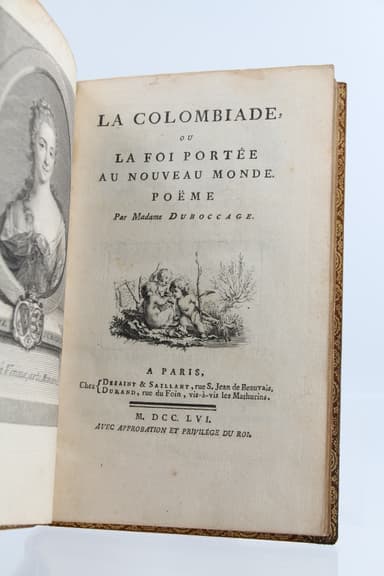 LA COLOMBIADE,
OU
LA FOI PORTÉE
AU NOUVEAU MONDE.
POËME
Par Madame DUBOCCAGE.
A PARIS,
Chez { DESAINT & SAILLANT, rue S. Jean de Beauvais,
DURAND, rue du Foin, vis-à-vis les Mathurins.
M. DCC. LVI.
AVEC APPROBATION ET PRIVILÉGE DU ROI.